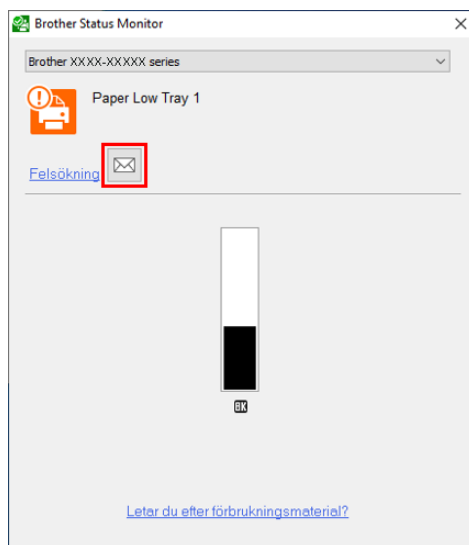 Brother Status Monitor
Brother XXXX-XXXXX series
Paper Low Tray 1
Felsökning
BK
Letar du efter förbrukningsmaterial?